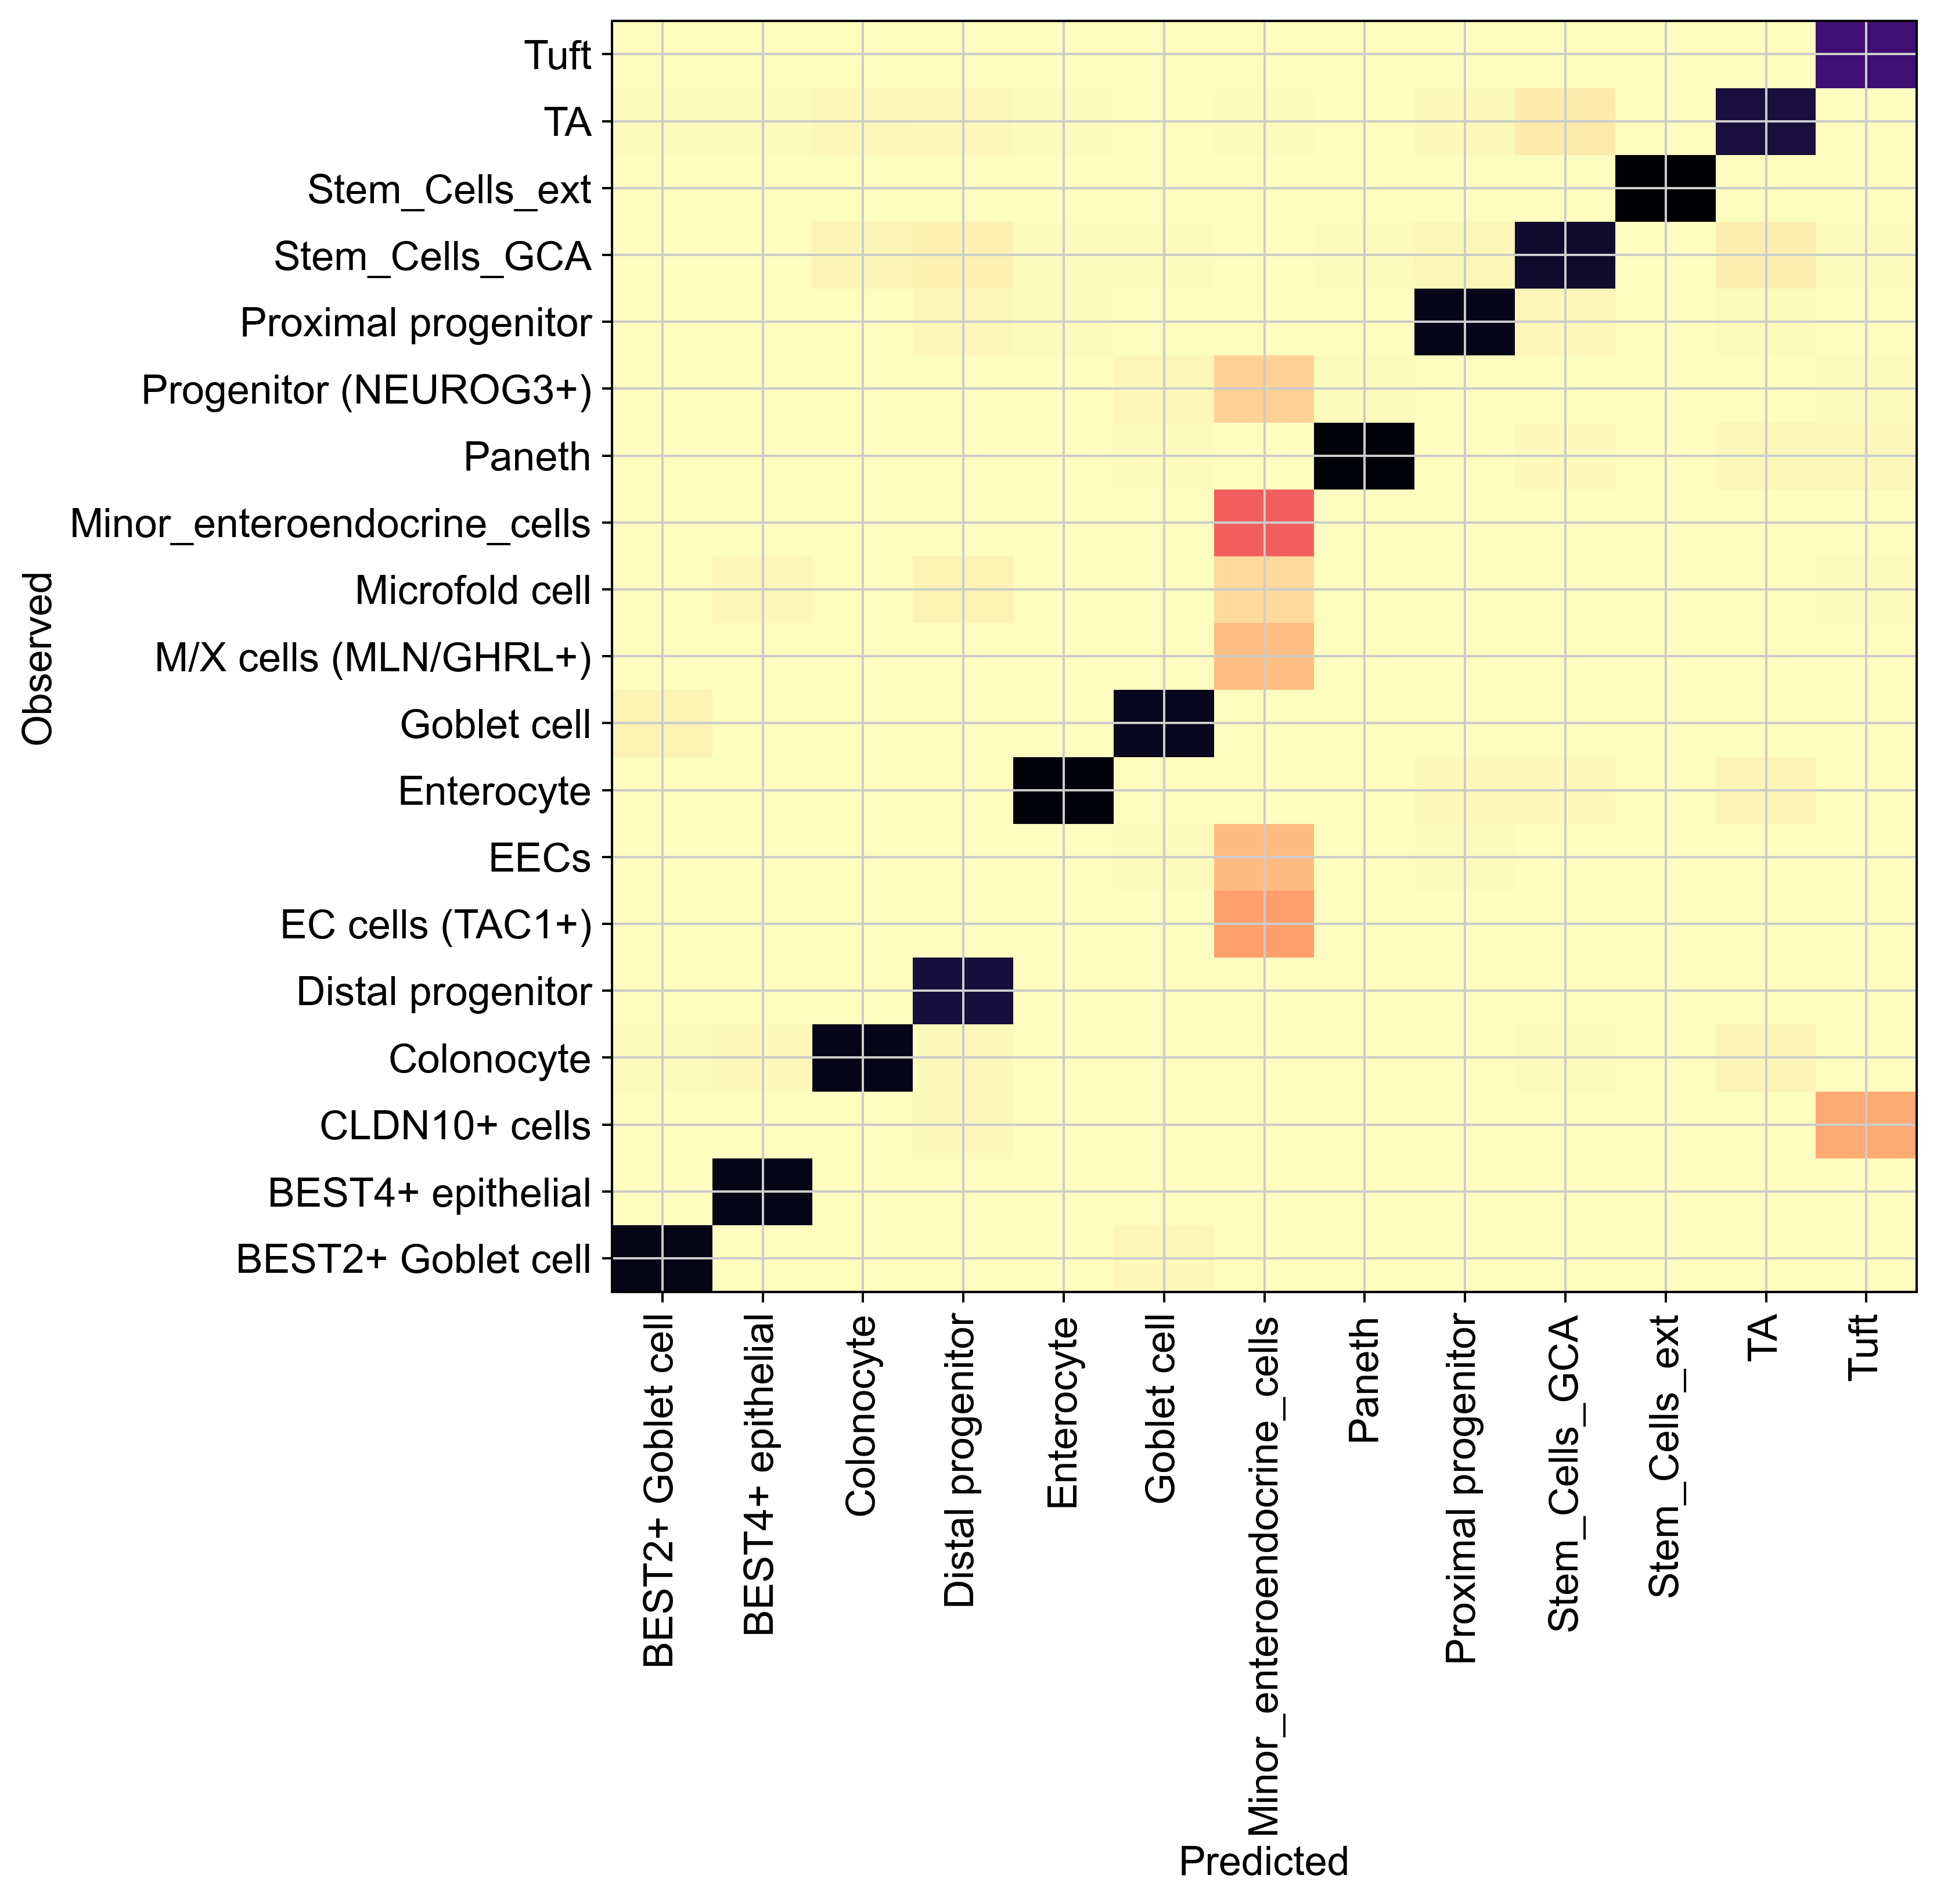 Tuft
TA
Stem_Cells_ext
Stem_Cells_GCA
Proximal progenitor
Progenitor (NEUROG3+)
Paneth
Minor_enteroendocrine_cells
Microfold cell
M/X cells (MLN/GHRL+)
Goblet cell
Enterocyte
EECs
EC cells (TAC1+)
Distal progenitor
Colonocyte
CLDN10+ cells
BEST4+ epithelial
BEST2+ Goblet cell
Observed
BEST2+ Goblet cell
BEST4+ epithelial
Colonocyte
Distal progenitor
Enterocyte
Goblet cell
Minor_enteroendocrine_cells
Paneth
Proximal progenitor
Stem_Cells_GCA
Stem_Cells_ext
TA
Tuft
Predicted